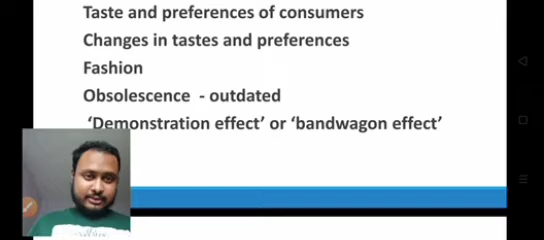 Taste and preferences of consumers
Changes in tastes and preferences
Fashion
Obsolescence - outdated
‘Demonstration effect’ or ‘bandwagon effect’